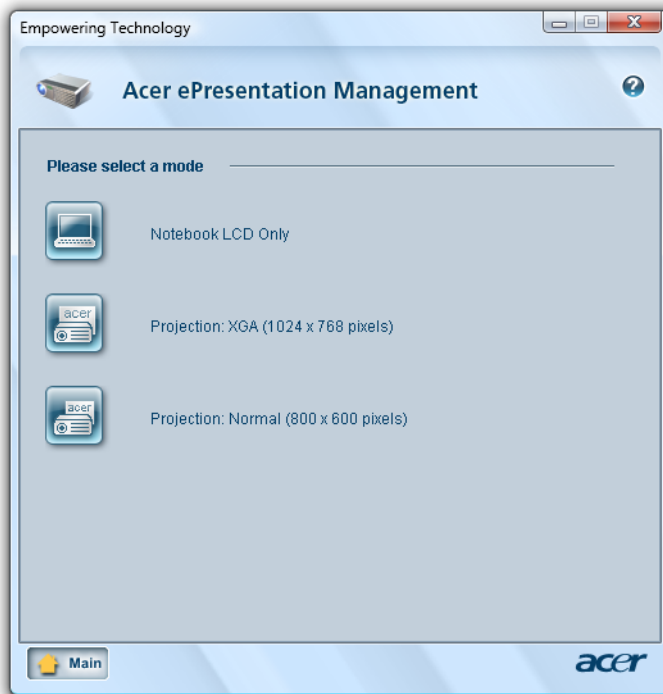 Empowering Technology
Acer ePresentation Management
?
Please select a mode
Notebook LCD Only
acer
Projection: XGA (1024 x 768 pixels)
acer
Projection: Normal (800 x 600 pixels)
Main
acer